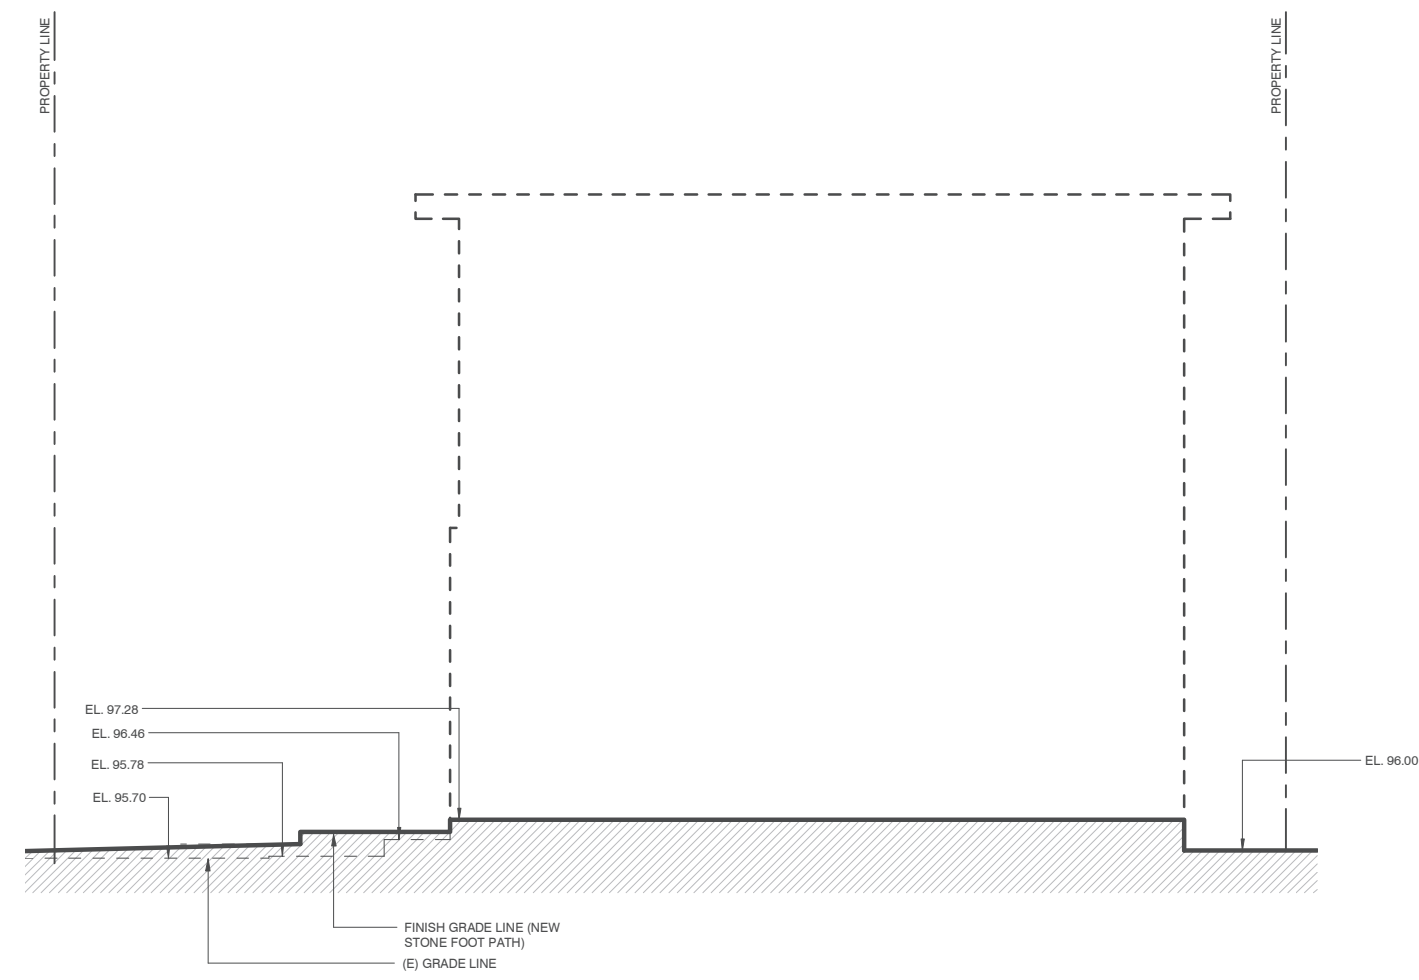 PROPERTY LINE
PROPERTY LINE
EL. 97.28
EL. 96.46
EL. 95.78
EL. 96.00
EL. 95.70
FINISH GRADE LINE (NEW
STONE FOOT PATH)
(E) GRADE LINE